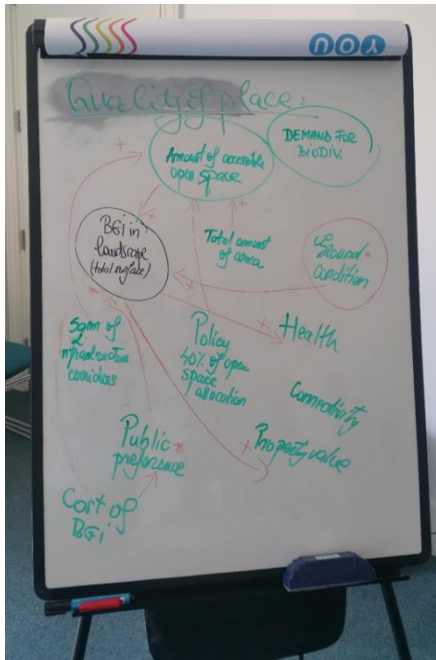 Quality of place:
DEMAND FOR
BIODIV.
Amount of accessible
open space
BGI in
landscape
(total surface)
Total amount
of area
Ground
condition
Sqm of
infrastructure
corridors
Policy
40% of open
space
allocation
Health
Connectivity
Public
preference
Property value
Cost of
BGI